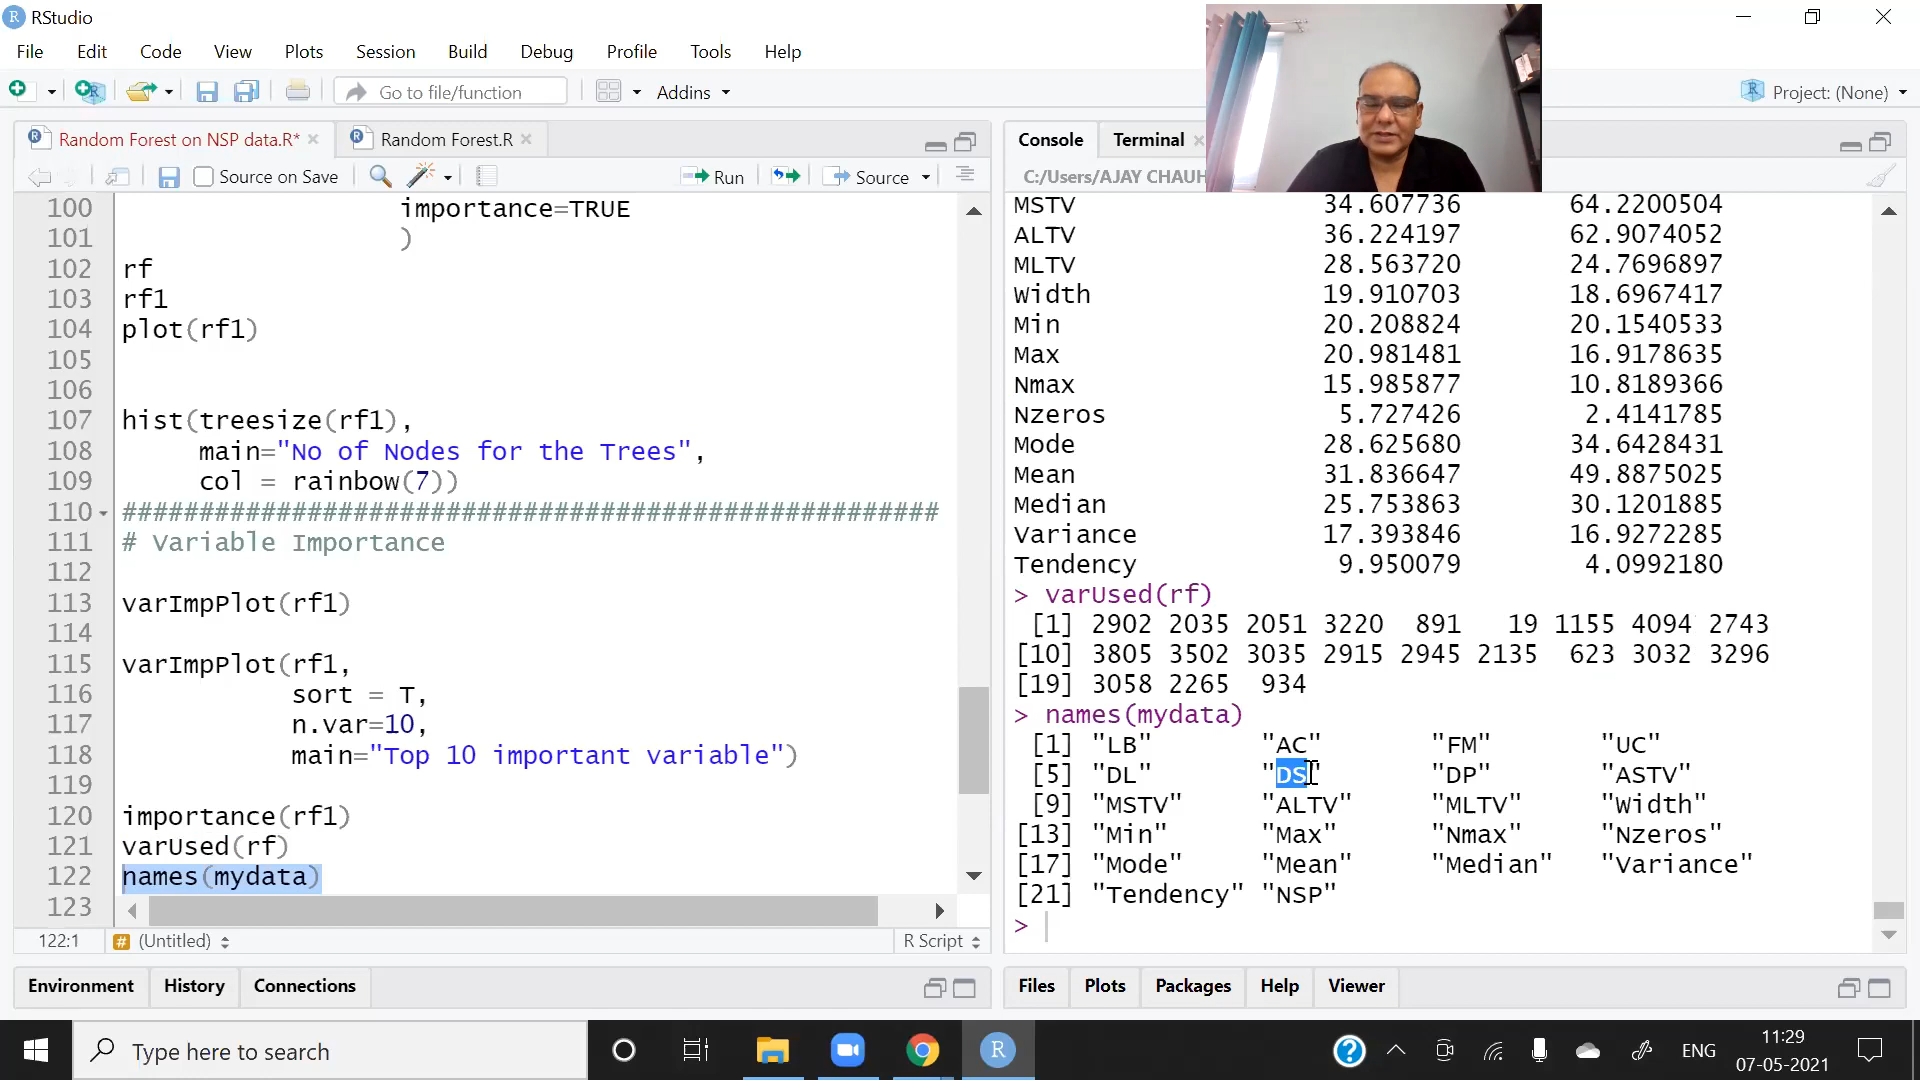 RStudio
File Edit Code View Plots Session Build Debug Profile Tools Help
Go to file/function Addins Project: (None)
Random Forest on NSP data.R* Random Forest.R
Source on Save Run Source
100 importance=TRUE
101 )
102 rf
103 rf1
104 plot(rf1)
105
106
107 hist(treesize(rf1),
108 main="No of Nodes for the Trees",
109 col = rainbow(7))
110 #####################################################
111 # Variable Importance
112
113 varImpPlot(rf1)
114
115 varImpPlot(rf1,
116 sort = T,
117 n.var=10,
118 main="Top 10 important variable")
119
120 importance(rf1)
121 varUsed(rf)
122 names(mydata)
123
122:1 # (Untitled) R Script
Environment History Connections
Console Terminal
C:/Users/AJAY CHAUH
MSTV 34.607736 64.2200504
ALTV 36.224197 62.9074052
MLTV 28.563720 24.7696897
Width 19.910703 18.6967417
Min 20.208824 20.1540533
Max 20.981481 16.9178635
Nmax 15.985877 10.8189366
Nzeros 5.727426 2.4141785
Mode 28.625680 34.6428431
Mean 31.836647 49.8875025
Median 25.753863 30.1201885
Variance 17.393846 16.9272285
Tendency 9.950079 4.0992180
> varUsed(rf)
[1] 2902 2035 2051 3220 891 19 1155 4094 2743
[10] 3805 3502 3035 2915 2945 2135 623 3032 3296
[19] 3058 2265 934
> names(mydata)
[1] "LB" "AC" "FM" "UC"
[5] "DL" "DS" "DP" "ASTV"
[9] "MSTV" "ALTV" "MLTV" "Width"
[13] "Min" "Max" "Nmax" "Nzeros"
[17] "Mode" "Mean" "Median" "Variance"
[21] "Tendency" "NSP"
>
Files Plots Packages Help Viewer
Type here to search
R
ENG
11:29
07-05-2021